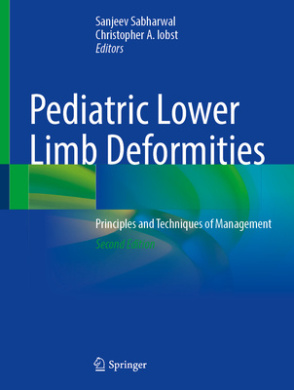 Sanjeev Sabharwal
Christopher A. Iobst
Editors
Pediatric Lower
Limb Deformities
Principles and Techniques of Management
Second Edition
Springer